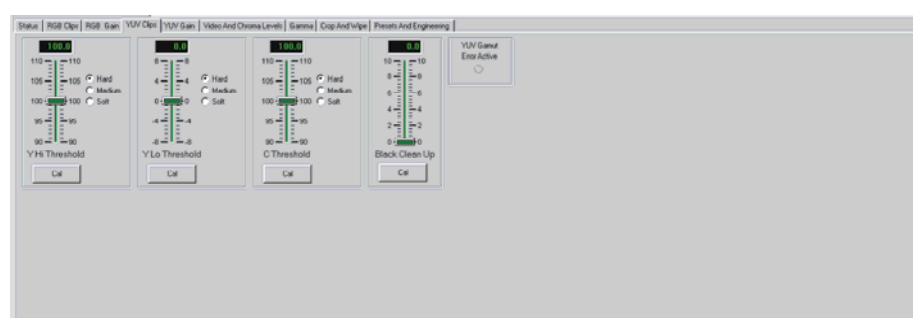 Status RGB Clips RGB Gain YUV Clips YUV Gain Video And Chroma Levels Gamma Crop And Wipe Presets And Engineering
100.0 0.0 100.0 0.0 YUV Gamut
Error Active
110 110 8 8 110 110 10 10
8 8
105 105 Hard 4 4 Hard 105 105 Hard
Medium Medium Medium 6 6
100 100 Soft 0 0 Soft 100 100 Soft
4 4
95 95 -4 -4 95 95
2 2
90 90 -8 -8 90 90 0 0
Y Hi Threshold Y Lo Threshold C Threshold Black Clean Up
Cal Cal Cal Cal